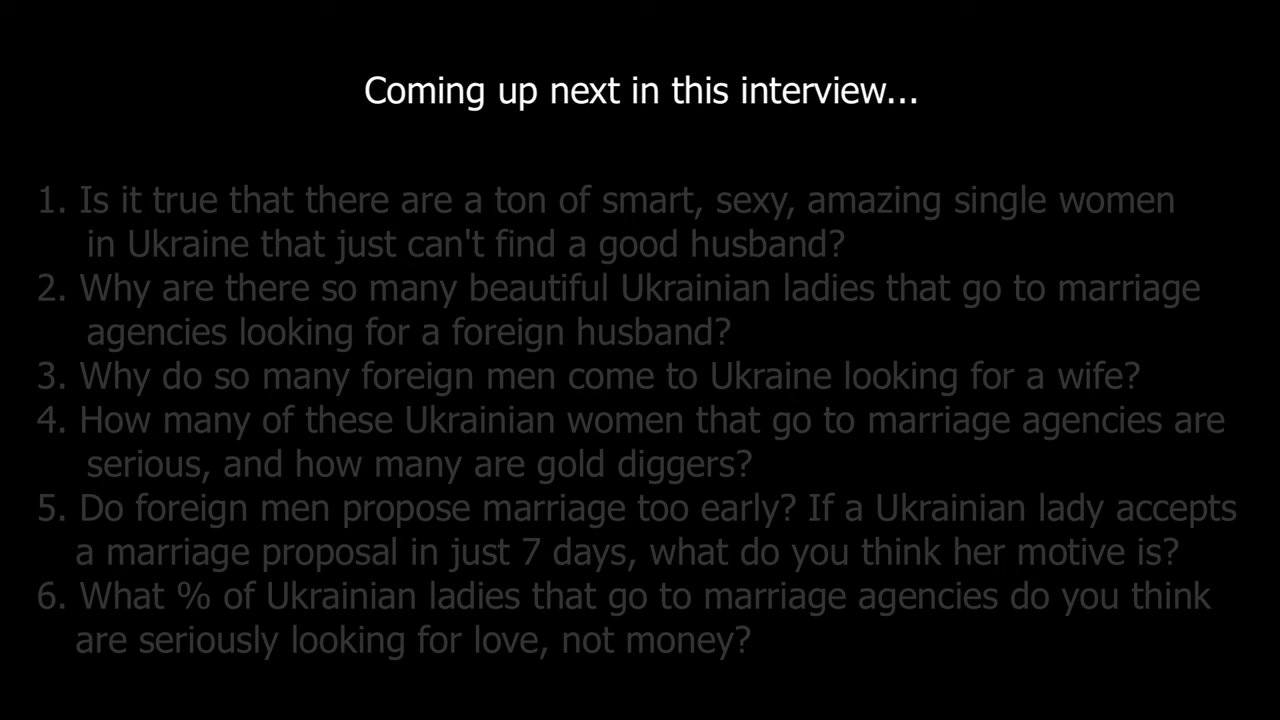 Coming up next in this interview...
1. Is it true that there are a ton of smart, sexy, amazing single women
in Ukraine that just can't find a good husband?
2. Why are there so many beautiful Ukrainian ladies that go to marriage
agencies looking for a foreign husband?
3. Why do so many foreign men come to Ukraine looking for a wife?
4. How many of these Ukrainian women that go to marriage agencies are
serious, and how many are gold diggers?
5. Do foreign men propose marriage too early? If a Ukrainian lady accepts
a marriage proposal in just 7 days, what do you think her motive is?
6. What % of Ukrainian ladies that go to marriage agencies do you think
are seriously looking for love, not money?